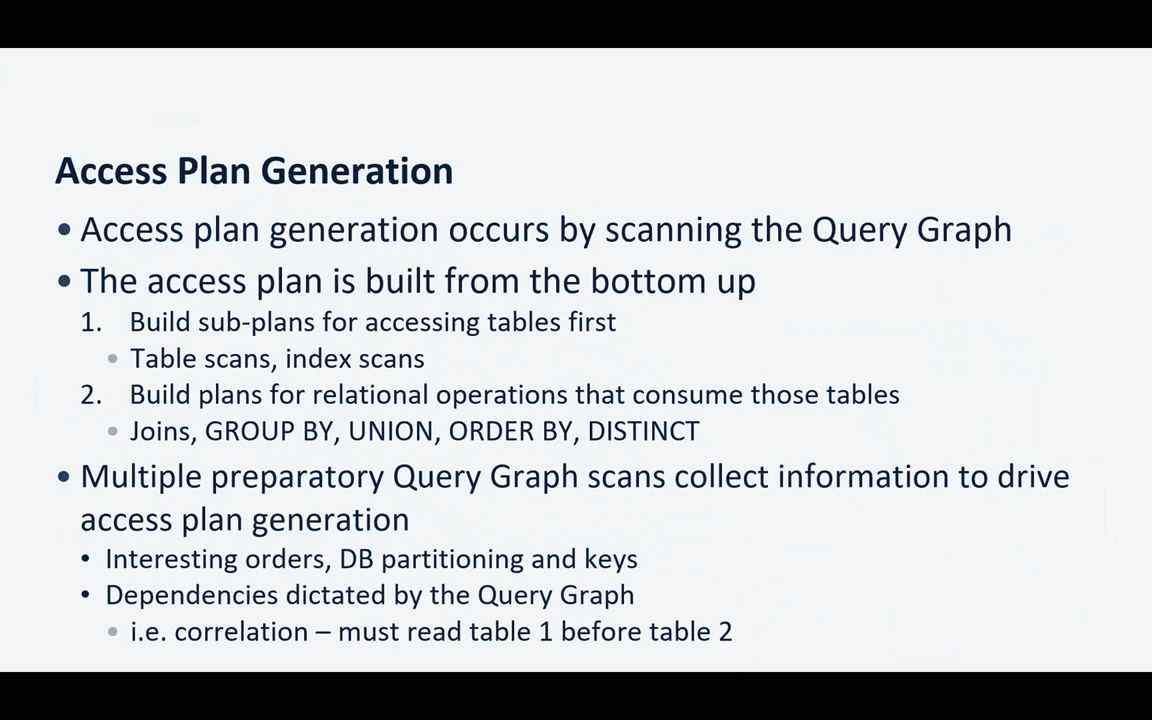 Access Plan Generation
• Access plan generation occurs by scanning the Query Graph
• The access plan is built from the bottom up
1. Build sub-plans for accessing tables first
• Table scans, index scans
2. Build plans for relational operations that consume those tables
• Joins, GROUP BY, UNION, ORDER BY, DISTINCT
• Multiple preparatory Query Graph scans collect information to drive
access plan generation
• Interesting orders, DB partitioning and keys
• Dependencies dictated by the Query Graph
• i.e. correlation – must read table 1 before table 2